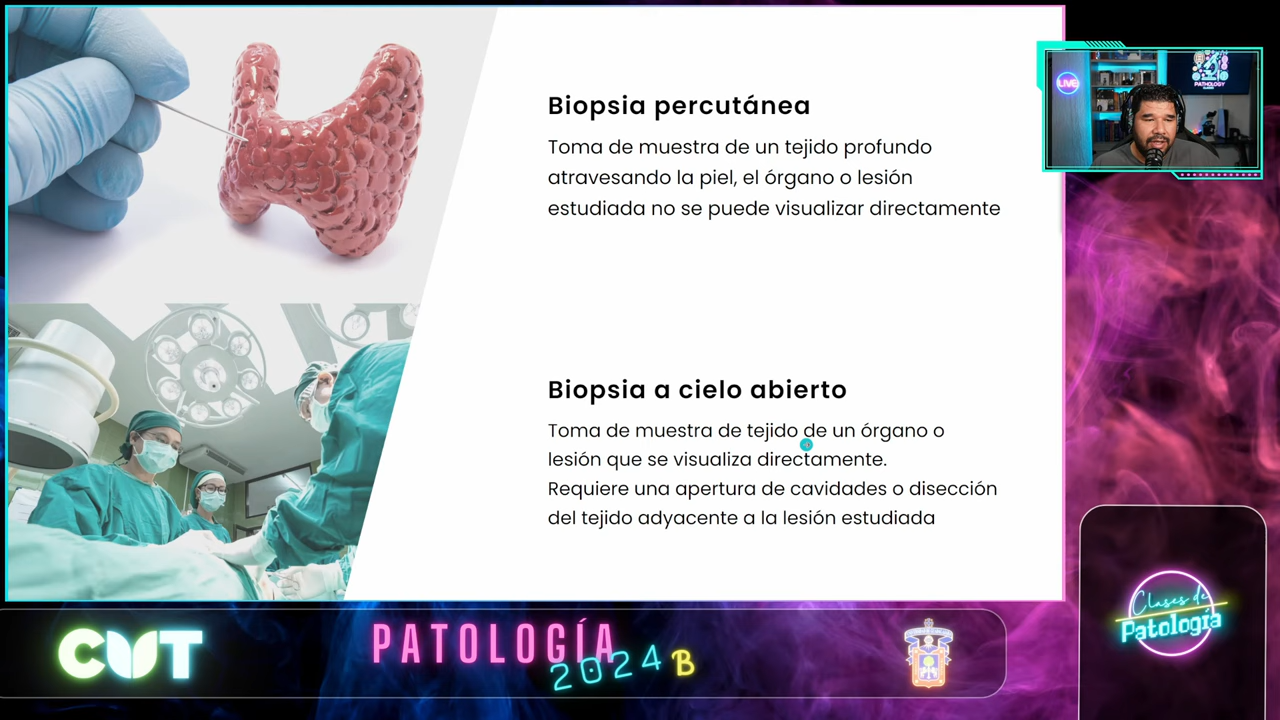 Biopsia percutánea
Toma de muestra de un tejido profundo
atravesando la piel, el órgano o lesión
estudiada no se puede visualizar directamente
Biopsia a cielo abierto
Toma de muestra de tejido de un órgano o
lesión que se visualiza directamente.
Requiere una apertura de cavidades o disección
del tejido adyacente a la lesión estudiada
LIVE
PATHOLOGY
CUT
PATOLOGÍA
2024 B
Clases de
Patología